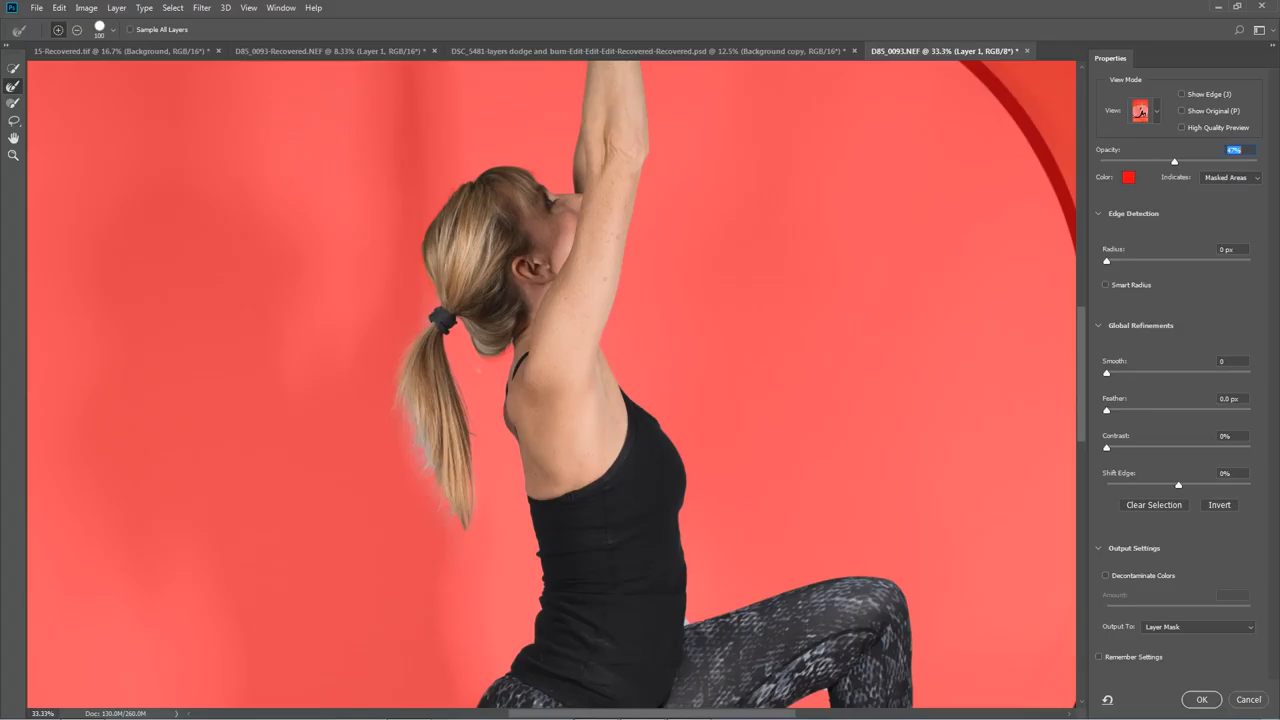 Ps File Edit Image Layer Type Select Filter 3D View Window Help
100 Sample All Layers
15-Recovered.tif @ 16.7% (Background, RGB/16*) * × D85_0093-Recovered.NEF @ 8.33% (Layer 1, RGB/16*) * × DSC_5481-layers dodge and burn-Edit-Edit-Edit-Recovered-Recovered.psd @ 12.5% (Background copy, RGB/16*) * × D85_0093.NEF @ 33.3% (Layer 1, RGB/8*) * ×
Properties
View Mode
Show Edge (J)
View: Show Original (P)
High Quality Preview
Opacity: 47%
Color: Indicates: Masked Areas
Edge Detection
Radius: 0 px
Smart Radius
Global Refinements
Smooth: 0
Feather: 0.0 px
Contrast: 0%
Shift Edge: 0%
Clear Selection Invert
Output Settings
Decontaminate Colors
Amount:
Output To: Layer Mask
Remember Settings
OK Cancel
33.33% Doc: 130.0M/260.0M